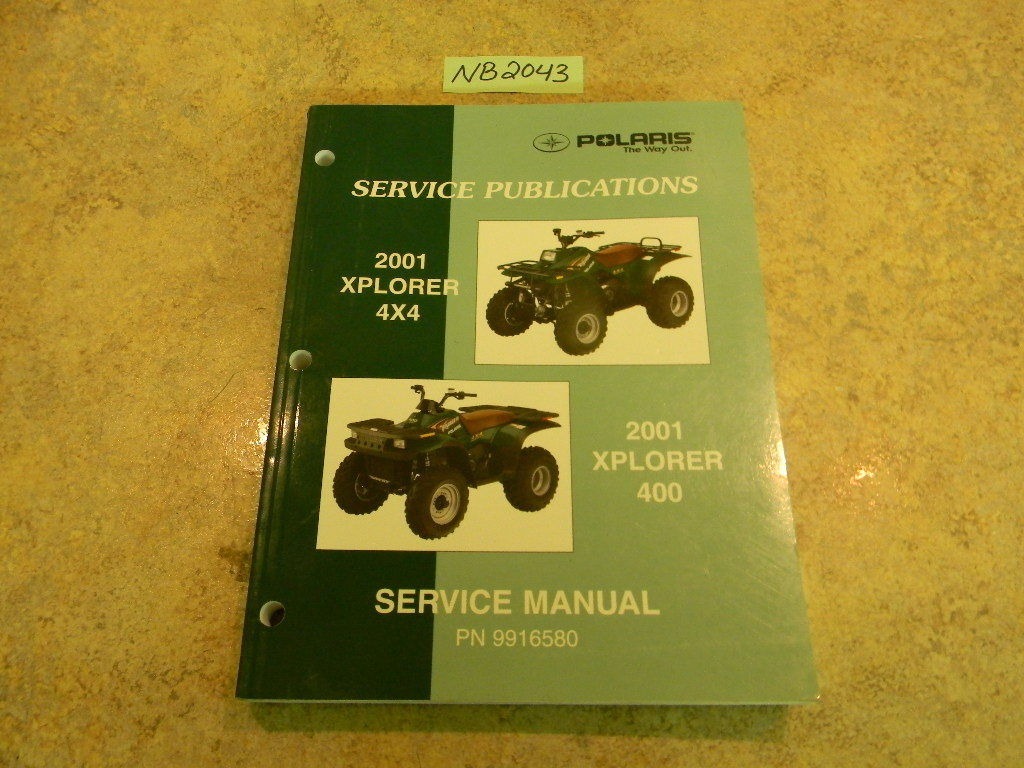 NB2043
POLARIS
The Way Out.
SERVICE PUBLICATIONS
2001
XPLORER
4X4
2001
XPLORER
400
SERVICE MANUAL
PN 9916580